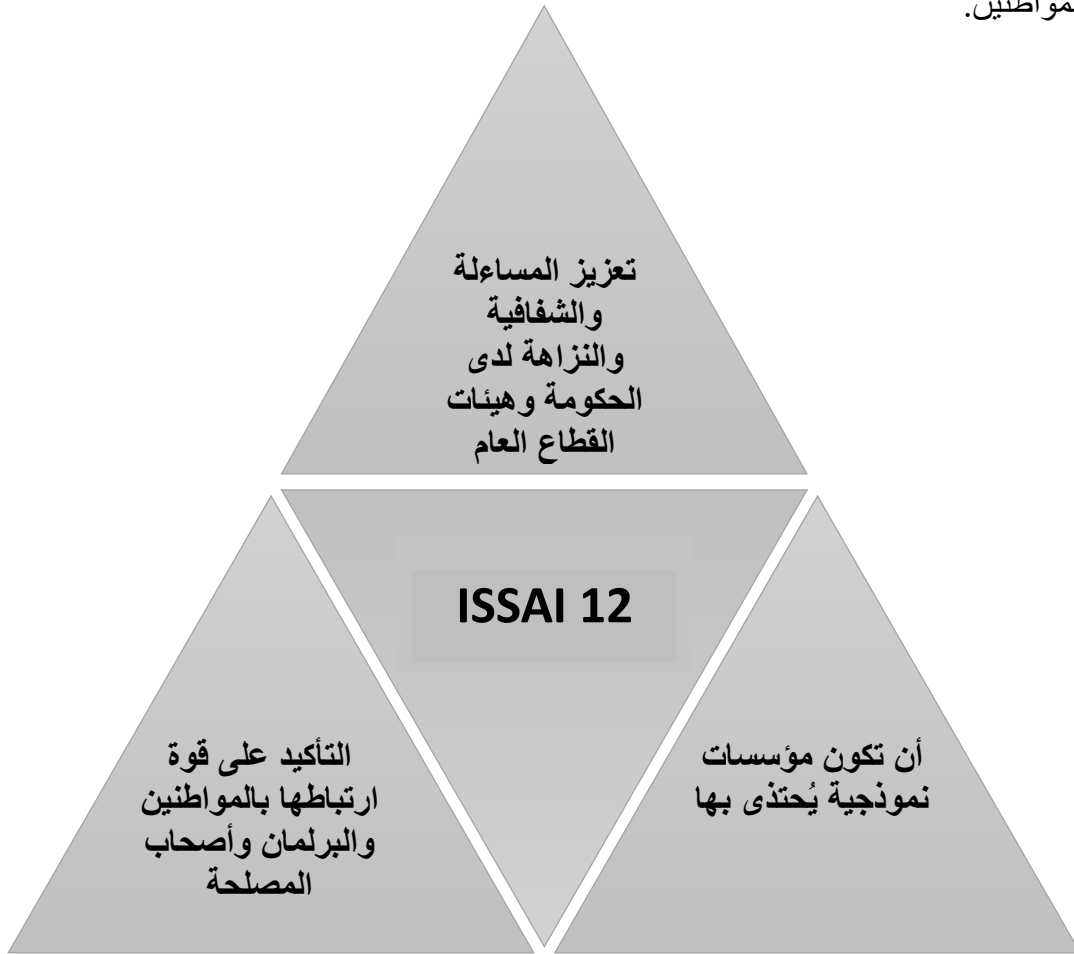 لمواطنين.
تعزيز المساءلة
والشفافية
والنزاهة لدى
الحكومة وهيئات
القطاع العام
ISSAI 12
أن تكون مؤسسات
نموذجية يُحتذى بها
التأكيد على قوة
ارتباطها بالمواطنين
والبرلمان وأصحاب
المصلحة